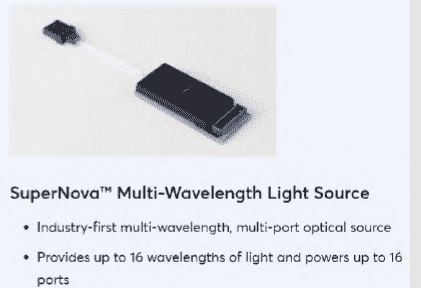 SuperNova™ Multi-Wavelength Light Source
• Industry-first multi-wavelength, multi-port optical source
• Provides up to 16 wavelengths of light and powers up to 16
ports